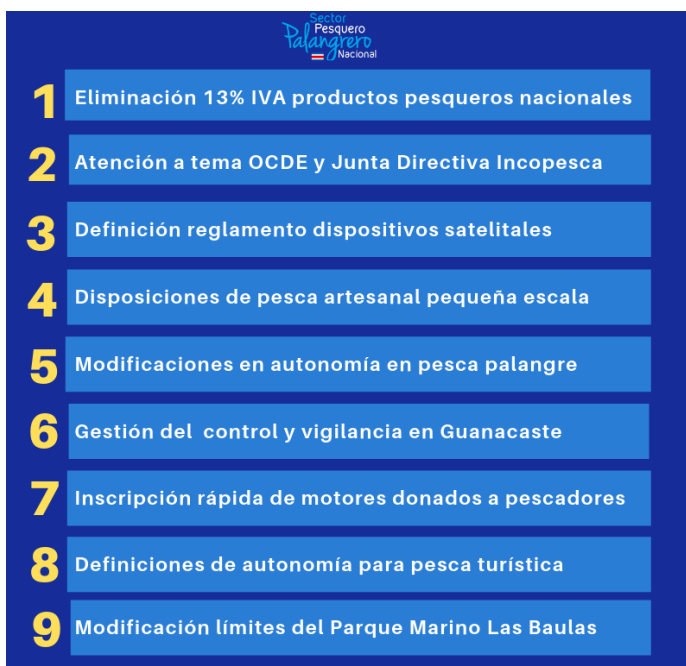 Sector
Pesquero
Palangrero
Nacional
1 Eliminación 13% IVA productos pesqueros nacionales
2 Atención a tema OCDE y Junta Directiva Incopesca
3 Definición reglamento dispositivos satelitales
4 Disposiciones de pesca artesanal pequeña escala
5 Modificaciones en autonomía en pesca palangre
6 Gestión del control y vigilancia en Guanacaste
7 Inscripción rápida de motores donados a pescadores
8 Definiciones de autonomía para pesca turística
9 Modificación límites del Parque Marino Las Baulas